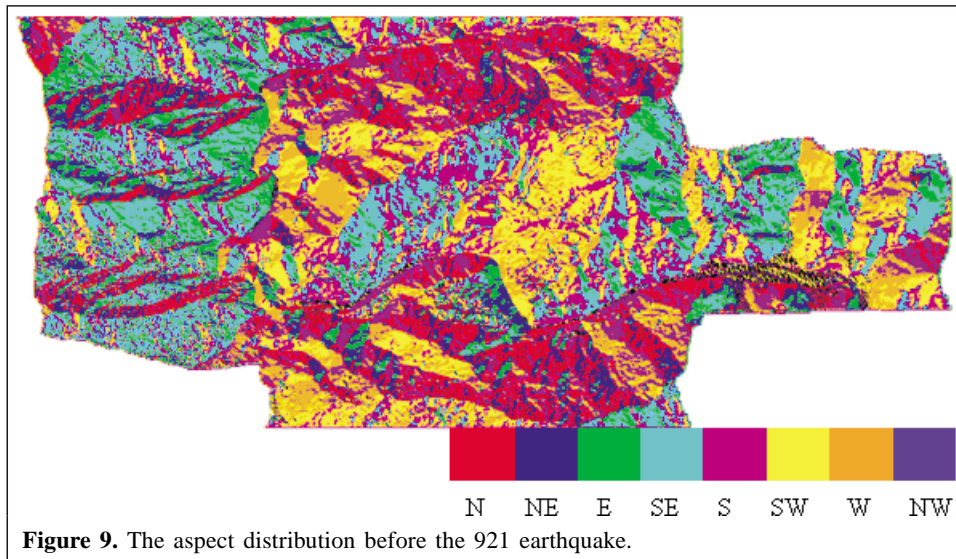 N NE E SE S SW W NW
Figure 9. The aspect distribution before the 921 earthquake.